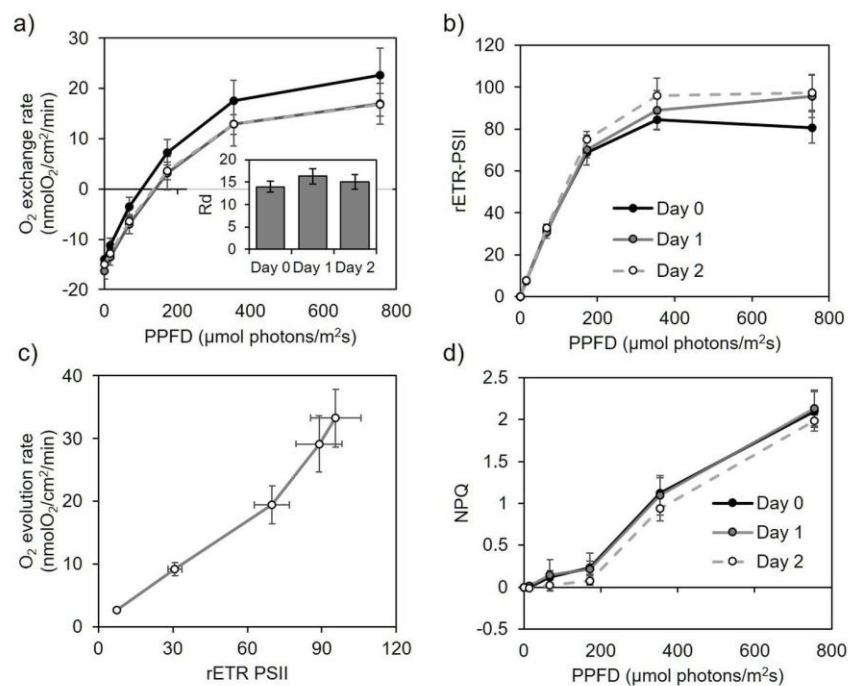 a)
O₂ exchange rate
(nmolO₂/cm²/min)
30
20
10
0
-10
-20
0 200 400 600 800
PPFD (µmol photons/m²s)
Rd
20
15
10
5
0
Day 0 Day 1 Day 2
b)
rETR-PSII
120
100
80
60
40
20
0
Day 0
Day 1
Day 2
0 200 400 600 800
PPFD (µmol photons/m²s)
c)
O₂ evolution rate
(nmolO₂/cm²/min)
40
30
20
10
0
0 30 60 90 120
rETR PSII
d)
NPQ
2.5
2
1.5
1
0.5
0
-0.5
Day 0
Day 1
Day 2
0 200 400 600 800
PPFD (µmol photons/m²s)